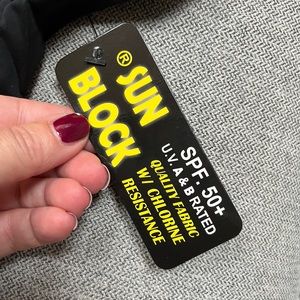 SUN
BLOCK®
SPF. 50+
U.V. A & B RATED
QUALITY FABRIC
W/ CHLORINE
RESISTANCE